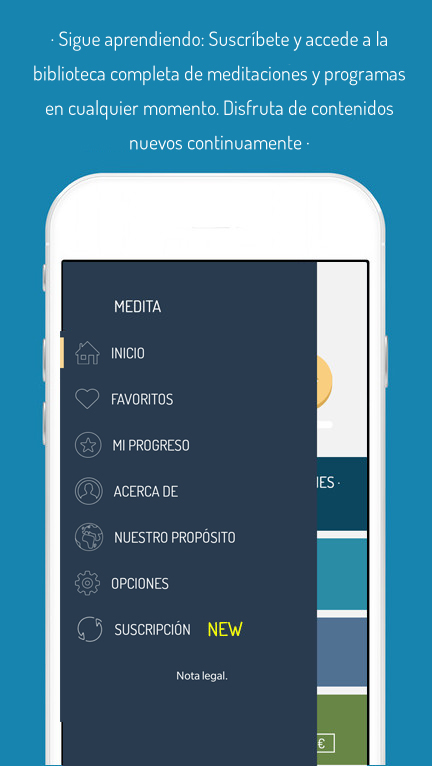 · Sigue aprendiendo: Suscríbete y accede a la
biblioteca completa de meditaciones y programas
en cualquier momento. Disfruta de contenidos
nuevos continuamente ·
MEDITA
INICIO
FAVORITOS
MI PROGRESO
ACERCA DE
NUESTRO PROPÓSITO
OPCIONES
SUSCRIPCIÓN NEW
Nota legal.
€